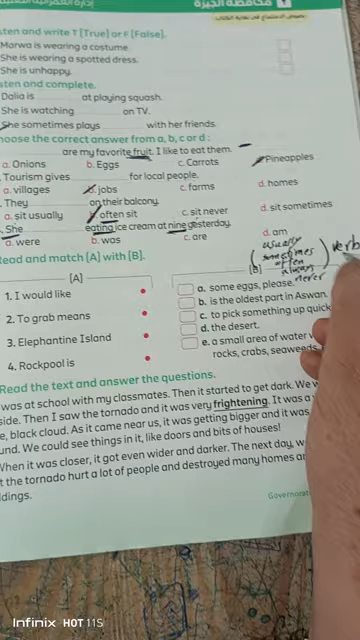 محافظة الجيزة
sten and write T [True] or F [False].
Marwa is wearing a costume.
She is wearing a spotted dress.
She is unhappy.
sten and complete.
Dalia is at playing squash.
She is watching on TV.
She sometimes plays with her friends.
hoose the correct answer from a, b, c or d :
are my favorite fruit. I like to eat them.
a. Onions b. Eggs c. Carrots d. Pineapples
Tourism gives for local people.
a. villages b. jobs c. farms d. homes
They on their balcony.
a. sit usually b. often sit c. sit never d. sit sometimes
She eating ice cream at nine yesterday.
a. were b. was c. are d. am
usually
sometimes
often
always
never
verb
Read and match [A] with [B].
[A] [B]
1. I would like
2. To grab means
3. Elephantine Island
4. Rockpool is
a. some eggs, please.
b. is the oldest part in Aswan.
c. to pick something up quick
d. the desert.
e. a small area of water
rocks, crabs, seaweeds
Read the text and answer the questions.
was at school with my classmates. Then it started to get dark. We
side. Then I saw the tornado and it was very frightening. It was a
e, black cloud. As it came near us, it was getting bigger and it was
und. We could see things in it, like doors and bits of houses!
When it was closer, it got even wider and darker. The next day, w
t the tornado hurt a lot of people and destroyed many homes ar
ldings.
Governorat
Infinix HOT 11S